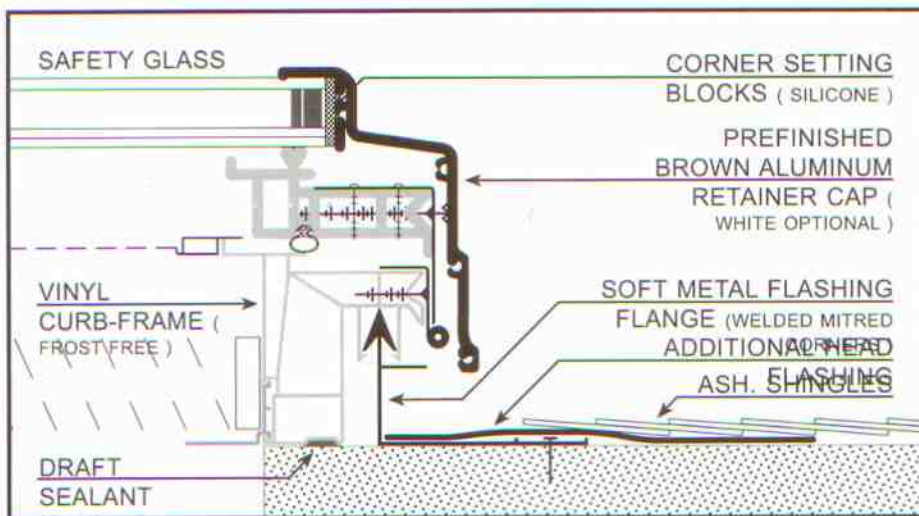 SAFETY GLASS
CORNER SETTING
BLOCKS ( SILICONE )
PREFINISHED
BROWN ALUMINUM
RETAINER CAP (
WHITE OPTIONAL )
VINYL
CURB-FRAME (
FROST FREE )
SOFT METAL FLASHING
FLANGE (WELDED MITRED
CORNERS )
ADDITIONAL HEAD
FLASHING
ASH. SHINGLES
DRAFT
SEALANT